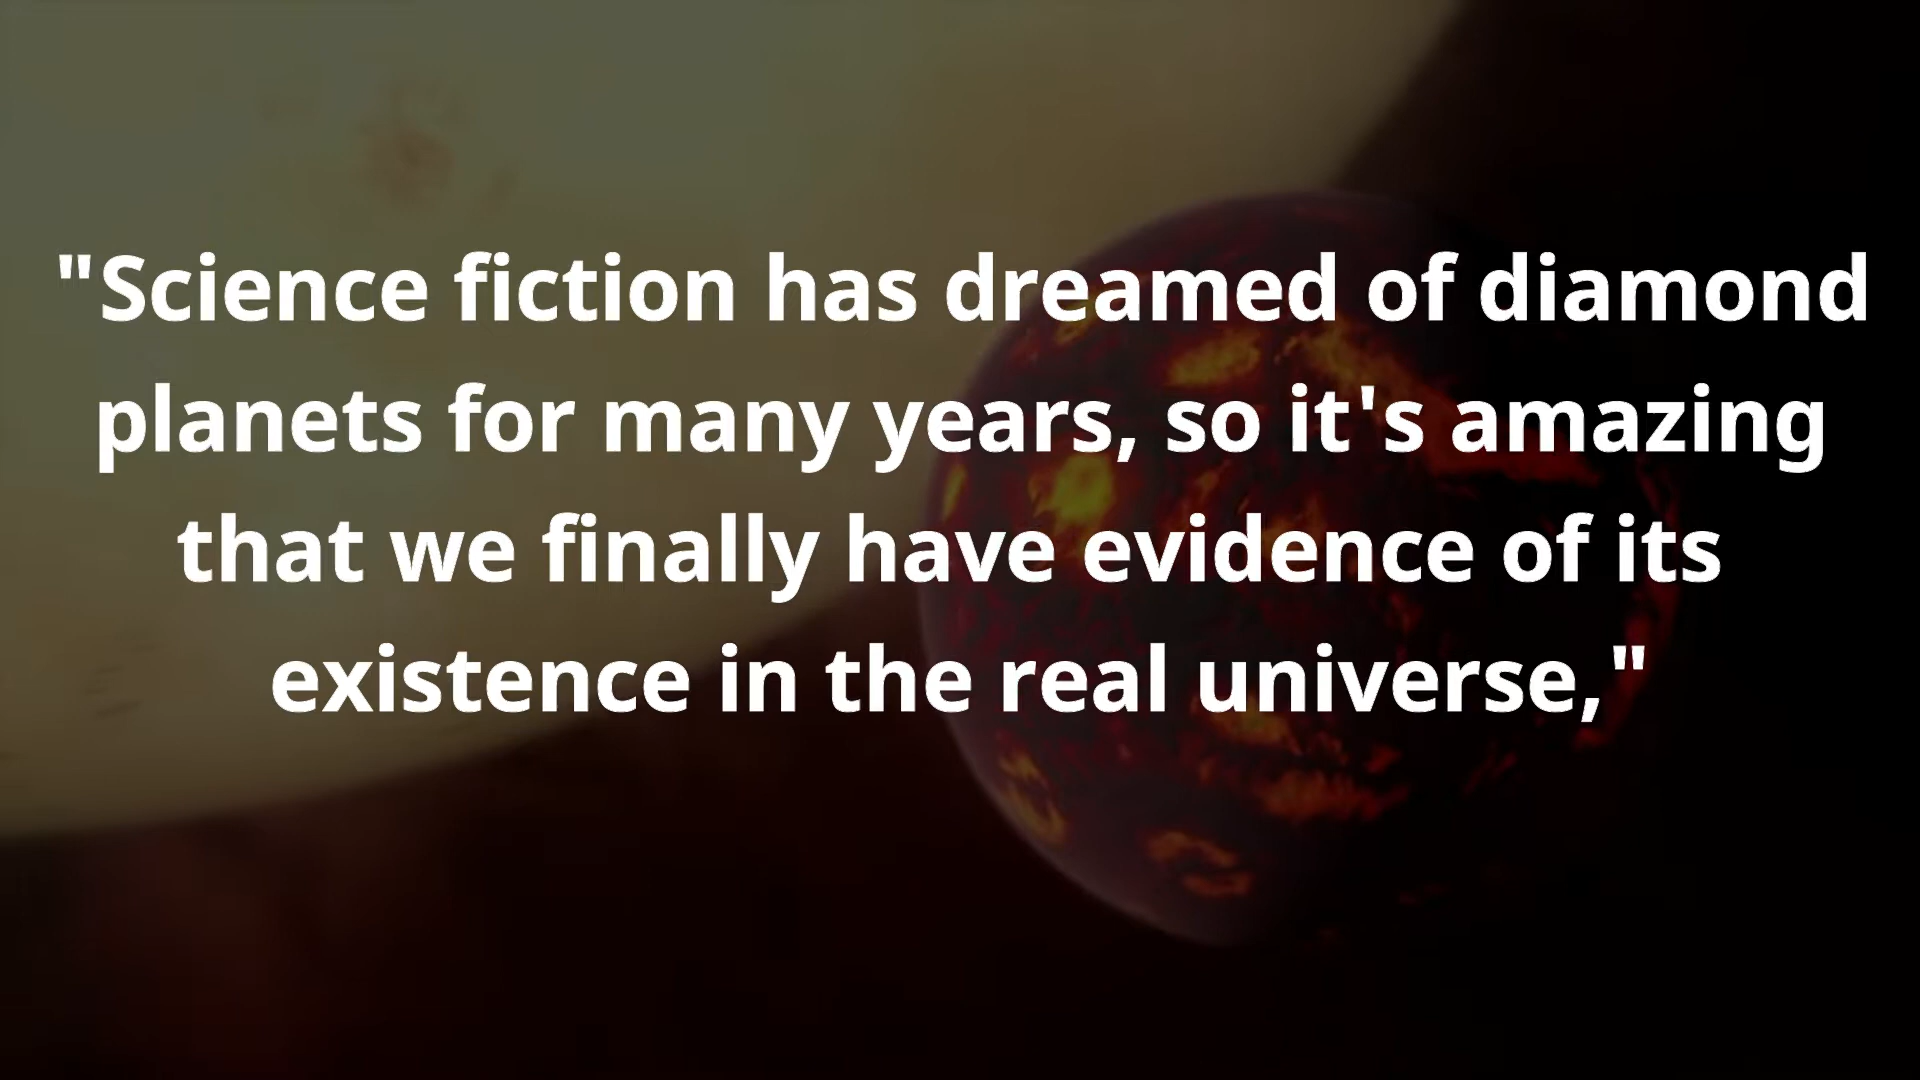 "Science fiction has dreamed of diamond
planets for many years, so it's amazing
that we finally have evidence of its
existence in the real universe,"